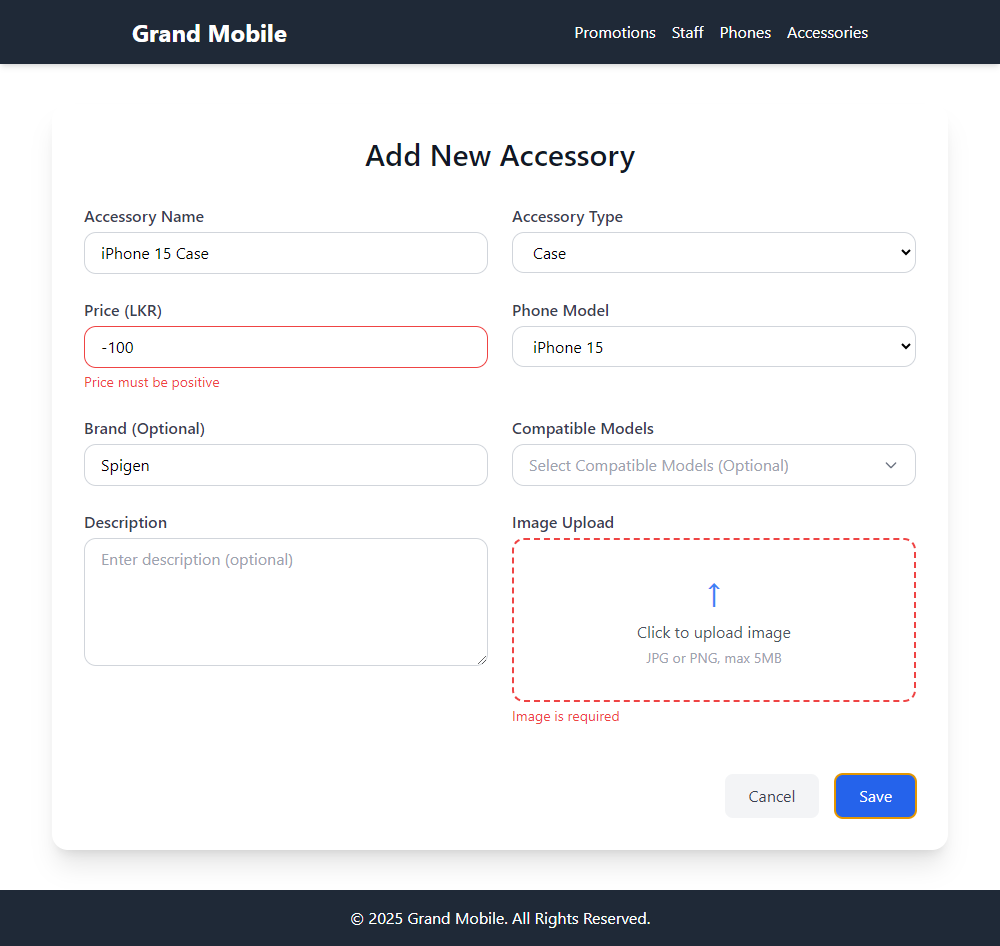 Grand Mobile
Promotions Staff Phones Accessories
Add New Accessory
Accessory Name
iPhone 15 Case
Accessory Type
Case
Price (LKR)
-100
Price must be positive
Phone Model
iPhone 15
Brand (Optional)
Spigen
Compatible Models
Select Compatible Models (Optional)
Description
Enter description (optional)
Image Upload
Click to upload image
JPG or PNG, max 5MB
Image is required
Cancel
Save
© 2025 Grand Mobile. All Rights Reserved.